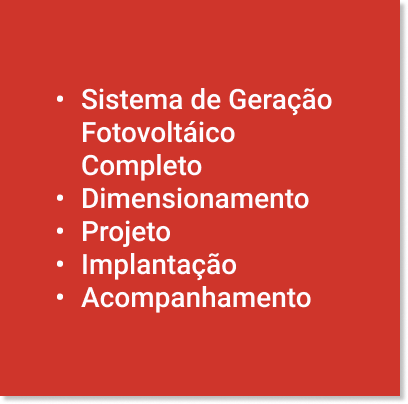 • Sistema de Geração
Fotovoltáico
Completo
• Dimensionamento
• Projeto
• Implantação
• Acompanhamento